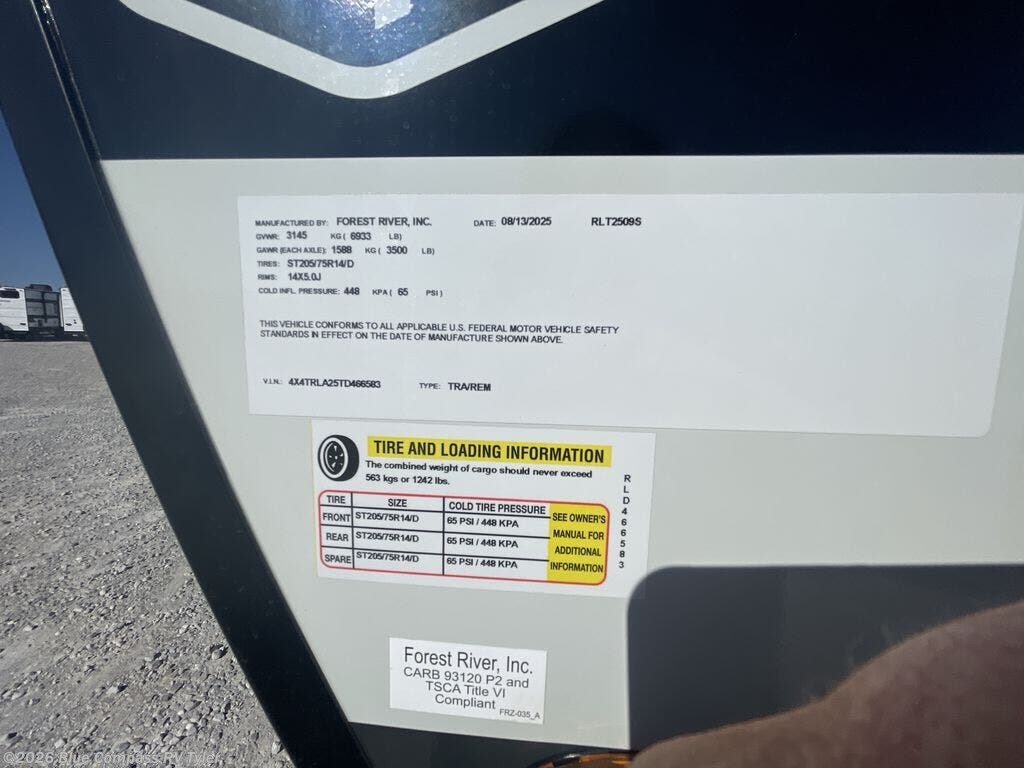 MANUFACTURED BY: FOREST RIVER, INC. DATE: 08/13/2025 RLT2509S
GVWR: 3145 KG ( 6933 LB)
GAWR (EACH AXLE): 1588 KG ( 3500 LB)
TIRES: ST205/75R14/D
RIMS: 14X5.0J
COLD INFL. PRESSURE: 448 KPA ( 65 PSI )
THIS VEHICLE CONFORMS TO ALL APPLICABLE U.S. FEDERAL MOTOR VEHICLE SAFETY
STANDARDS IN EFFECT ON THE DATE OF MANUFACTURE SHOWN ABOVE.
V.I.N.: 4X4TRLA25TD466583 TYPE: TRA/REM
TIRE AND LOADING INFORMATION
The combined weight of cargo should never exceed
563 kgs or 1242 lbs.
TIRE SIZE COLD TIRE PRESSURE
FRONT ST205/75R14/D 65 PSI / 448 KPA
REAR ST205/75R14/D 65 PSI / 448 KPA
SPARE ST205/75R14/D 65 PSI / 448 KPA
SEE OWNER'S
MANUAL FOR
ADDITIONAL
INFORMATION
RLD466583
Forest River, Inc.
CARB 93120 P2 and
TSCA Title VI
Compliant
FRZ-035_A
©2026 Blue Compass RV Tyler